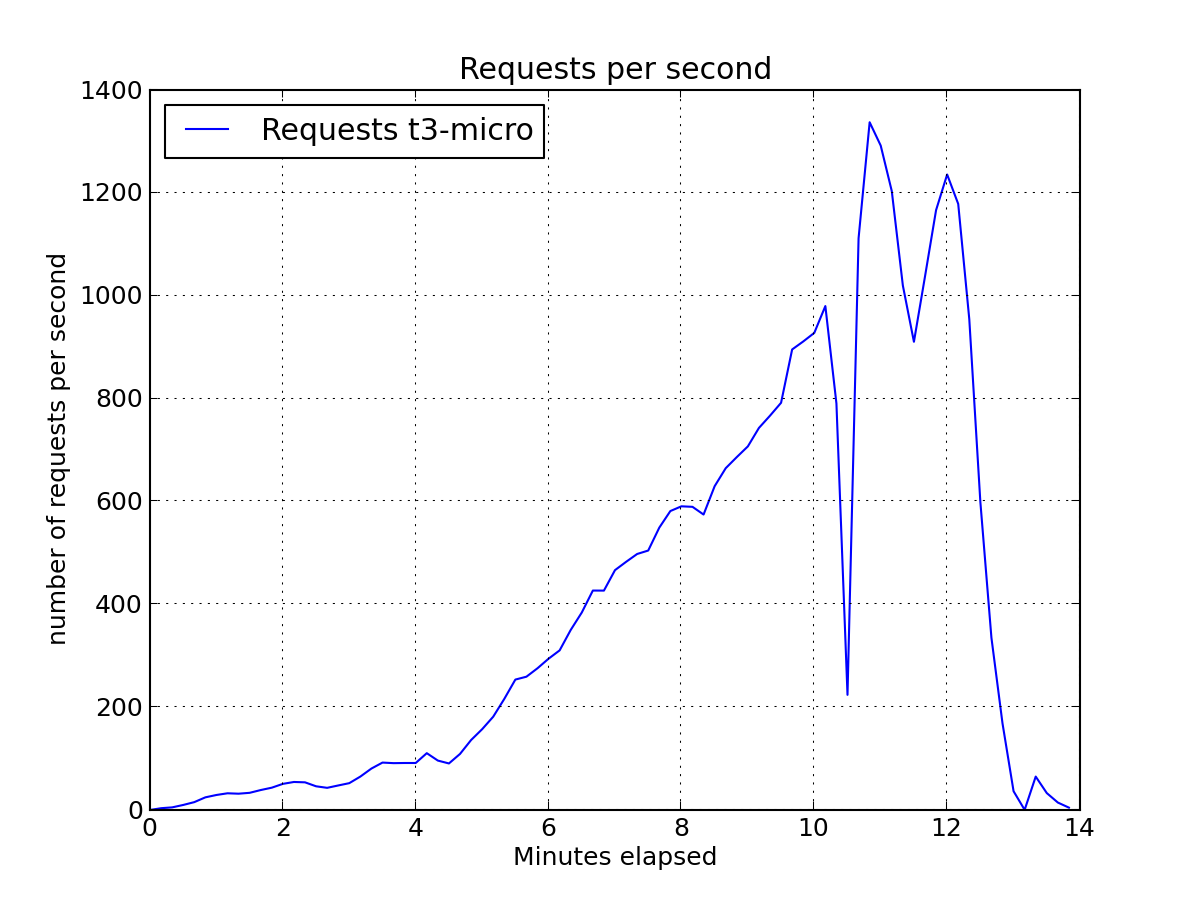 Requests per second
Requests t3-micro
number of requests per second
1400
1200
1000
800
600
400
200
0
0 2 4 6 8 10 12 14
Minutes elapsed